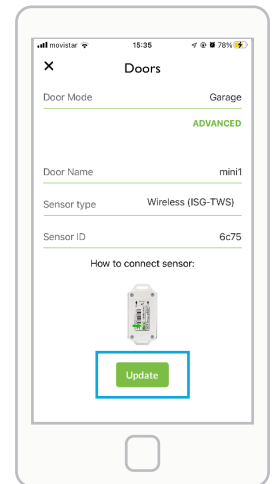 movistar 15:35 78%
× Doors
Door Mode Garage
ADVANCED
Door Name mini1
Sensor type Wireless (ISG-TWS)
Sensor ID 6c75
How to connect sensor:
Update